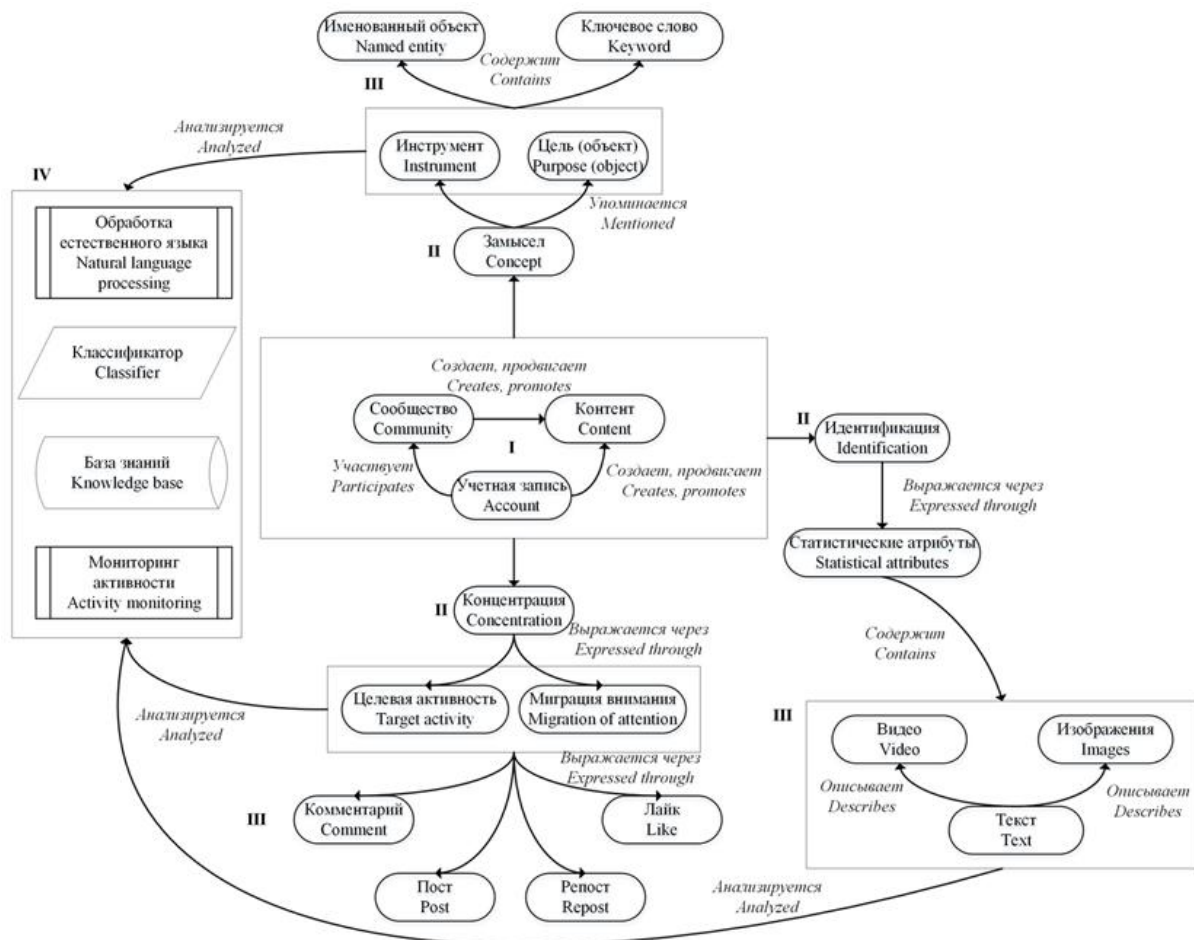 Именованный объект
Named entity
Ключевое слово
Keyword
Содержит
Contains
III
Анализируется
Analyzed
Инструмент
Instrument
Цель (объект)
Purpose (object)
IV
Упоминается
Mentioned
Обработка
естественного языка
Natural language
processing
II
Замысел
Concept
Классификатор
Classifier
Создает, продвигает
Creates, promotes
Сообщество
Community
Контент
Content
II
Идентификация
Identification
I
База знаний
Knowledge base
Участвует
Participates
Учетная запись
Account
Создает, продвигает
Creates, promotes
Выражается через
Expressed through
Статистические атрибуты
Statistical attributes
Мониторинг
активности
Activity monitoring
II
Концентрация
Concentration
Выражается через
Expressed through
Содержит
Contains
Целевая активность
Target activity
Миграция внимания
Migration of attention
Анализируется
Analyzed
III
Видео
Video
Изображения
Images
Выражается через
Expressed through
Описывает
Describes
Описывает
Describes
III
Комментарий
Comment
Лайк
Like
Текст
Text
Пост
Post
Репост
Repost
Анализируется
Analyzed